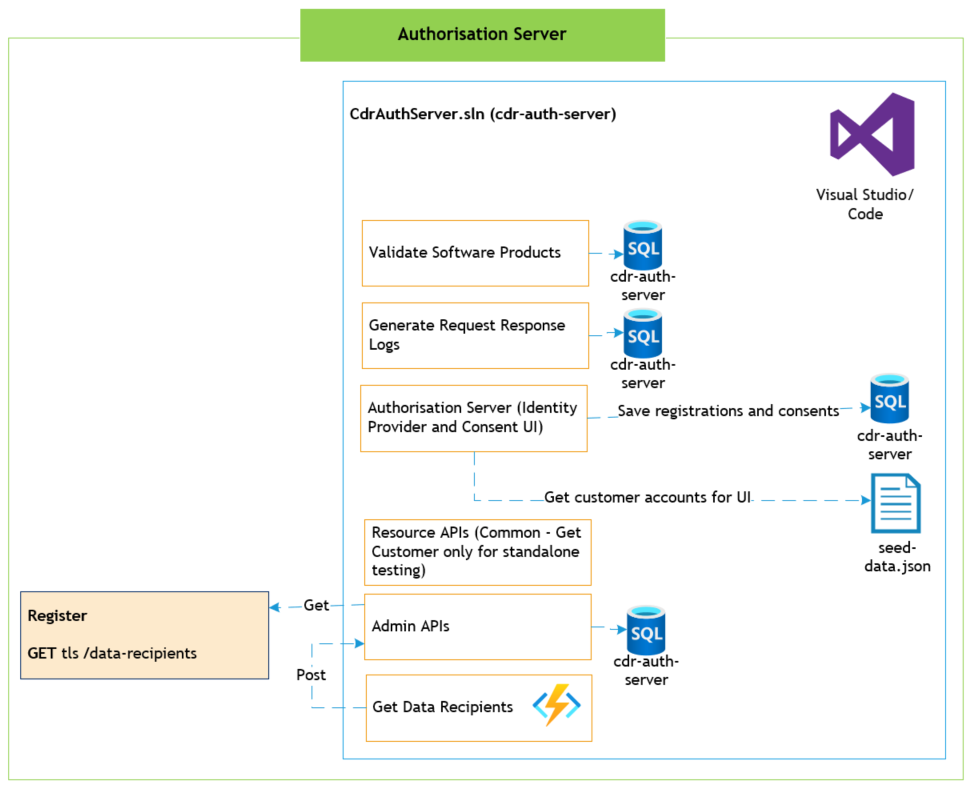 Authorisation Server
CdrAuthServer.sln (cdr-auth-server)
Visual Studio/
Code
Validate Software Products
SQL
cdr-auth-
server
Generate Request Response
Logs
SQL
cdr-auth-
server
Authorisation Server (Identity
Provider and Consent UI)
Save registrations and consents
SQL
cdr-auth-
server
Get customer accounts for UI
seed-
data.json
Resource APIs (Common - Get
Customer only for standalone
testing)
Register
GET tls /data-recipients
Get
Admin APIs
SQL
cdr-auth-
server
Post
Get Data Recipients